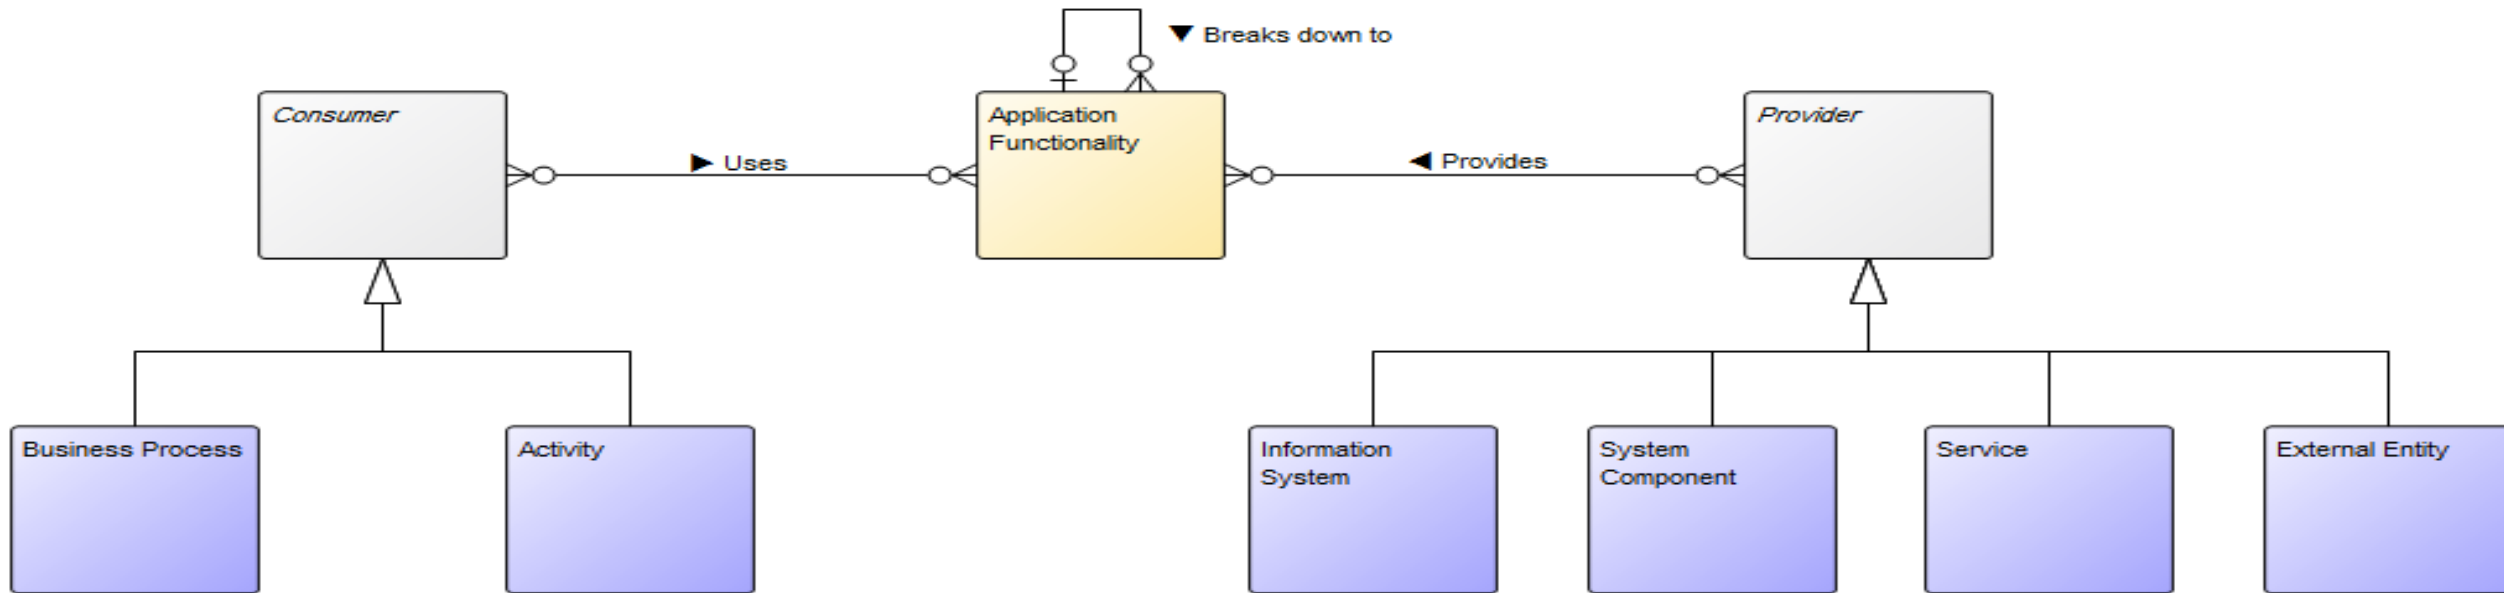 ▼ Breaks down to
Consumer
Application
Functionality
Provider
► Uses
◄ Provides
Business Process
Activity
Information
System
System
Component
Service
External Entity